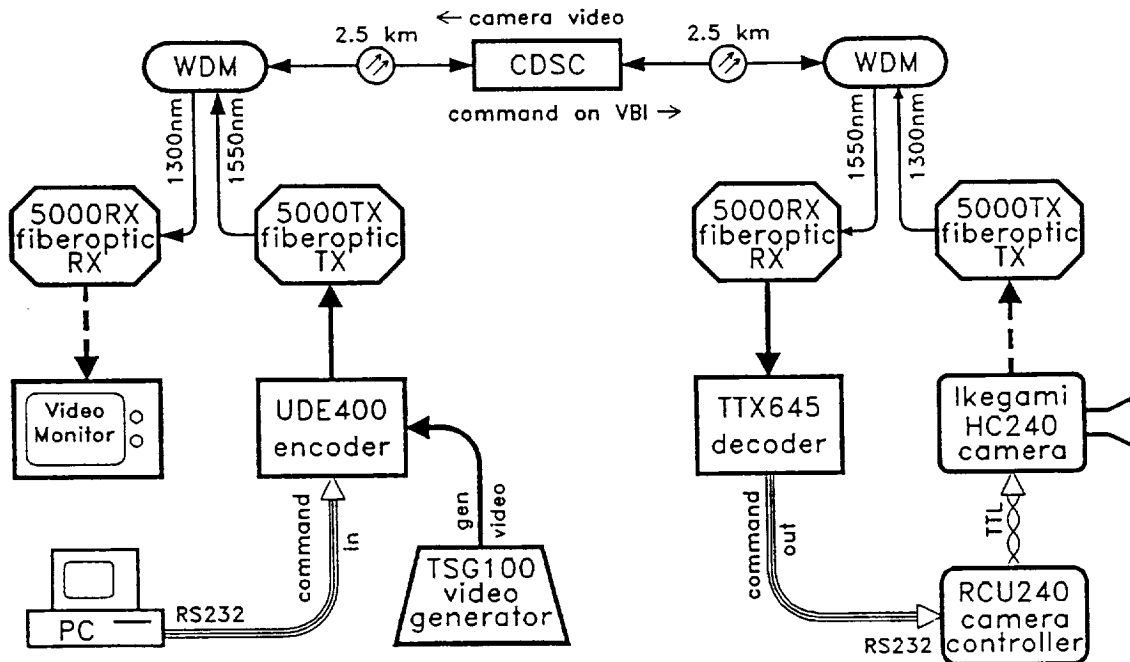 ← camera video
2.5 km
2.5 km
WDM
CDSC
WDM
command on VBI →
1300nm
1550nm
1550nm
1300nm
5000RX
fiberoptic
RX
5000TX
fiberoptic
TX
5000RX
fiberoptic
RX
5000TX
fiberoptic
TX
Video
Monitor
UDE400
encoder
TTX645
decoder
Ikegami
HC240
camera
command
in
gen
video
command
out
TTL
TSG100
video
generator
PC
RS232
RS232
RCU240
camera
controller